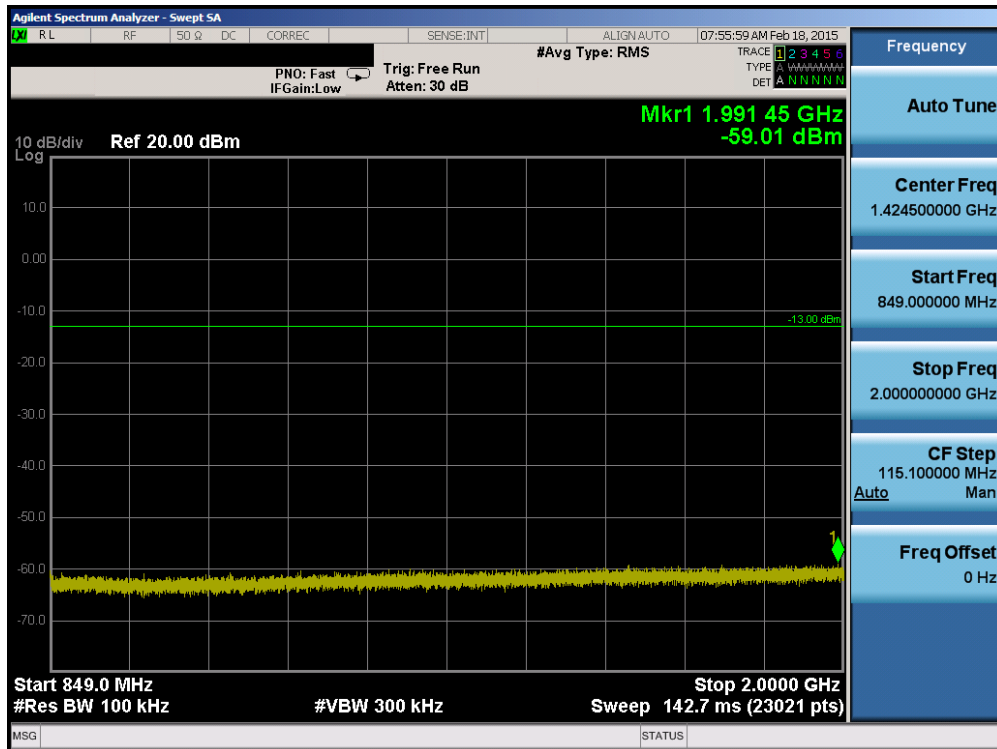 Agilent Spectrum Analyzer - Swept SA
LXI RL RF 50 Ω DC CORREC SENSE:INT ALIGN AUTO 07:55:59 AM Feb 18, 2015
Frequency
#Avg Type: RMS
TRACE 1 2 3 4 5 6
PNO: Fast
Trig: Free Run
TYPE A WWWWW
IFGain:Low
Atten: 30 dB
DET A N N N N N
Auto Tune
Mkr1 1.991 45 GHz
-59.01 dBm
10 dB/div Ref 20.00 dBm
Log
Center Freq
1.424500000 GHz
10.0
0.00
-10.0
-20.0
-30.0
-40.0
-50.0
-60.0
-70.0
-13.00 dBm
1
Start Freq
849.000000 MHz
Stop Freq
2.000000000 GHz
CF Step
115.100000 MHz
Auto Man
Freq Offset
0 Hz
Start 849.0 MHz Stop 2.0000 GHz
#Res BW 100 kHz #VBW 300 kHz Sweep 142.7 ms (23021 pts)
MSG STATUS